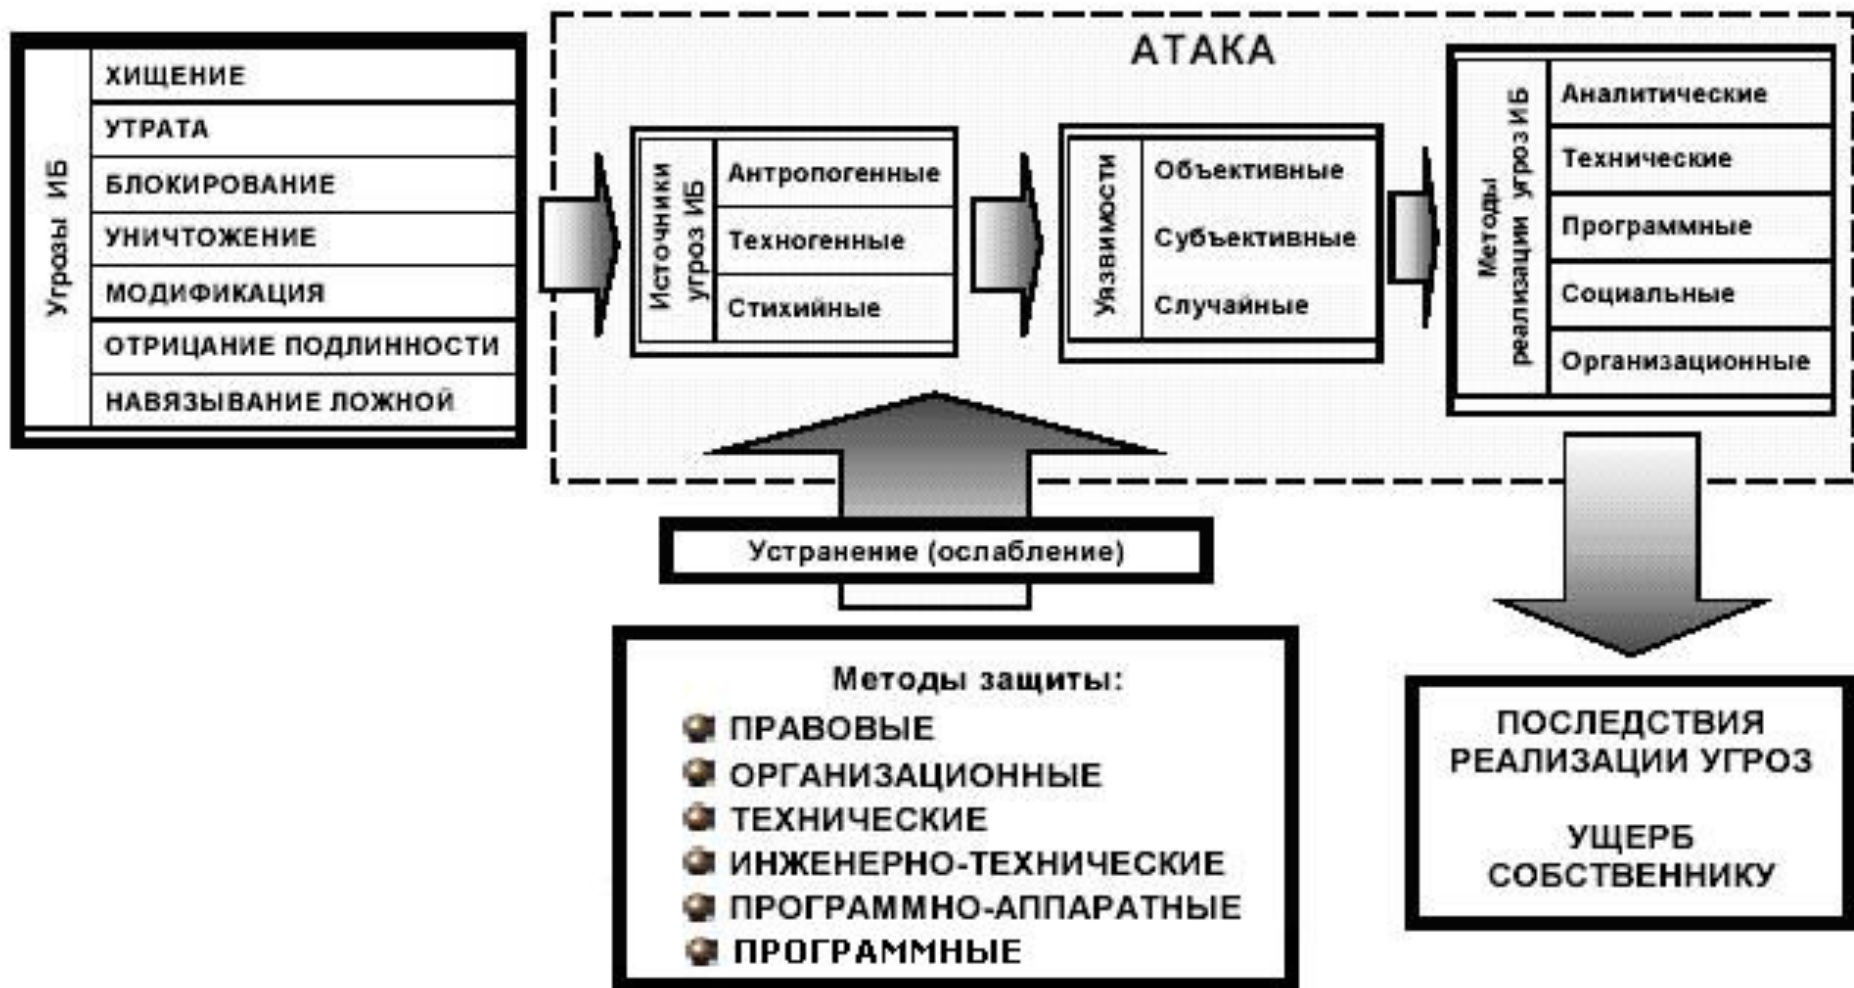 АТАКА
Угрозы ИБ
ХИЩЕНИЕ
УТРАТА
БЛОКИРОВАНИЕ
УНИЧТОЖЕНИЕ
МОДИФИКАЦИЯ
ОТРИЦАНИЕ ПОДЛИННОСТИ
НАВЯЗЫВАНИЕ ЛОЖНОЙ
Источники
угроз ИБ
Антропогенные
Техногенные
Стихийные
Уязвимости
Объективные
Субъективные
Случайные
Методы
реализации угроз ИБ
Аналитические
Технические
Программные
Социальные
Организационные
Устранение (ослабление)
Методы защиты:
ПРАВОВЫЕ
ОРГАНИЗАЦИОННЫЕ
ТЕХНИЧЕСКИЕ
ИНЖЕНЕРНО-ТЕХНИЧЕСКИЕ
ПРОГРАММНО-АППАРАТНЫЕ
ПРОГРАММНЫЕ
ПОСЛЕДСТВИЯ
РЕАЛИЗАЦИИ УГРОЗ
УЩЕРБ
СОБСТВЕННИКУ